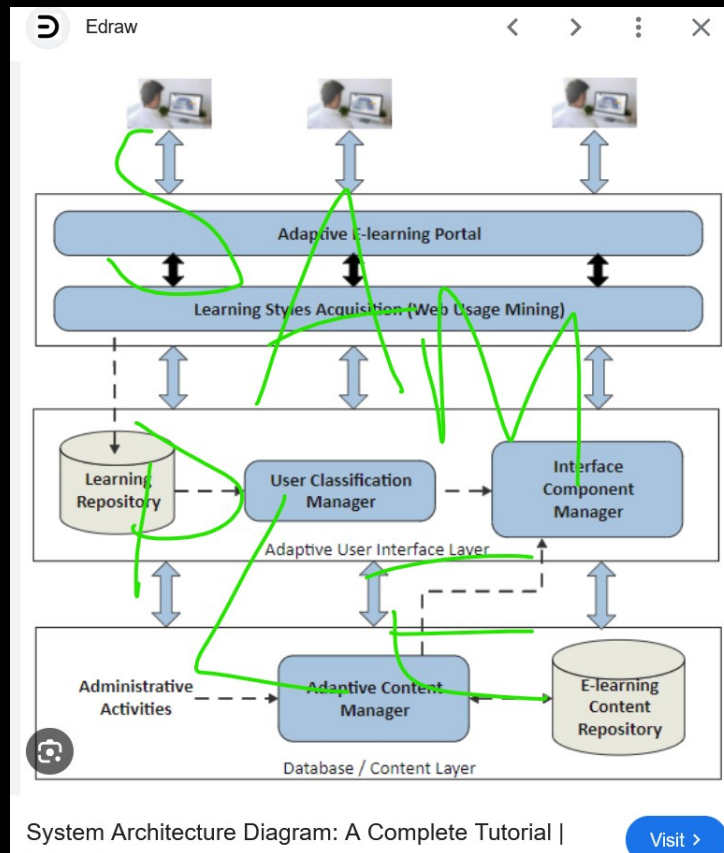 Edraw
Adaptive E-learning Portal
Learning Styles Acquisition (Web Usage Mining)
Learning
Repository
User Classification
Manager
Interface
Component
Manager
Adaptive User Interface Layer
Administrative
Activities
Adaptive Content
Manager
E-learning
Content
Repository
Database / Content Layer
SAMPLE
System Architecture Diagram: A Complete Tutorial |
Visit >